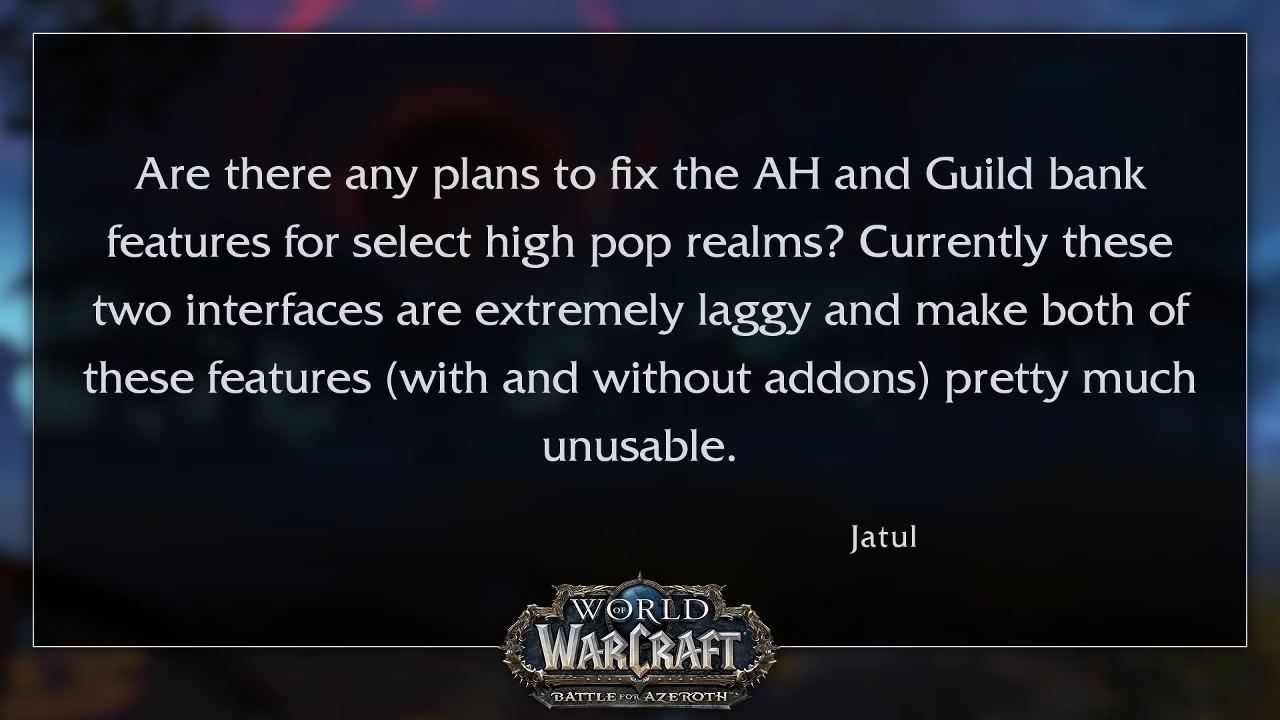 Are there any plans to fix the AH and Guild bank
features for select high pop realms? Currently these
two interfaces are extremely laggy and make both of
these features (with and without addons) pretty much
unusable.
Jatul
WORLD
OF
WARCRAFT
BATTLE FOR AZEROTH